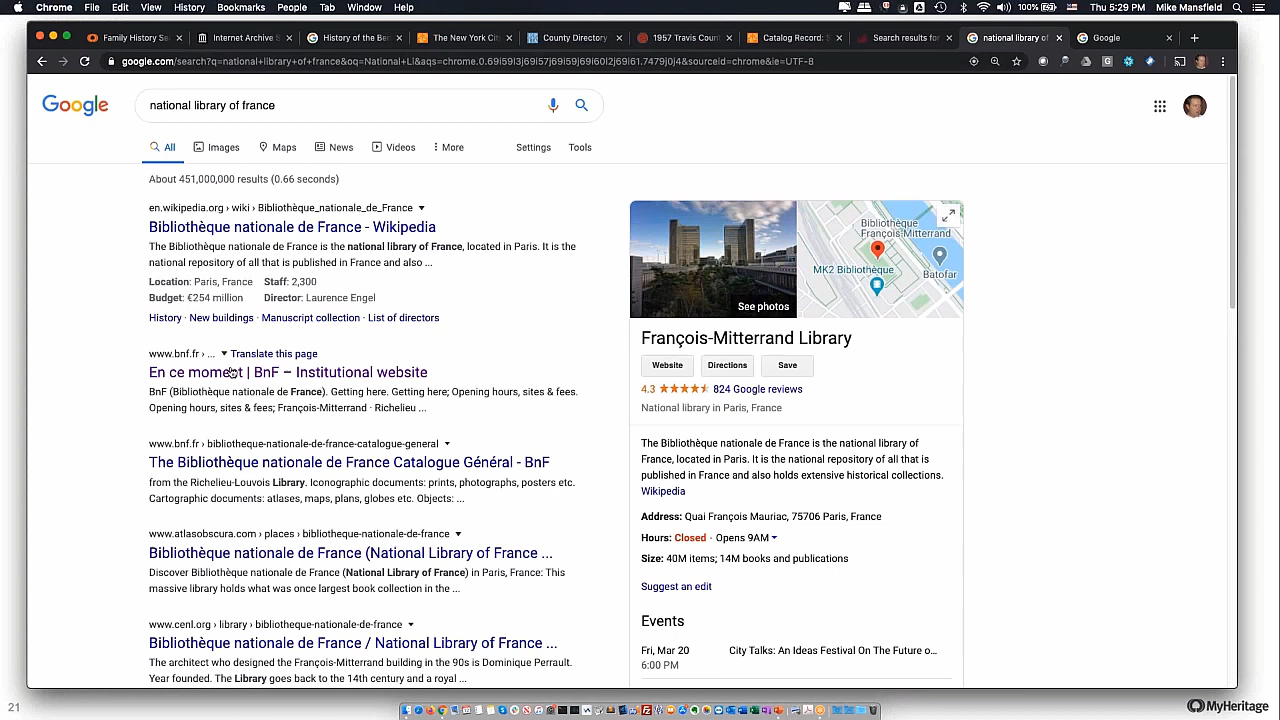 Chrome File Edit View History Bookmarks People Tab Window Help 100% Thu 5:29 PM Mike Mansfield
Family History Se Internet Archive S History of the Be The New York City County Directory 1957 Travis Count Catalog Record: S Search results for national library of Google
google.com/search?q=national+library+of+france&oq=National+Li&aqs=chrome.0.69i59l3j69i57j69i59j69i60l2j69i61.7479j0j4&sourceid=chrome&ie=UTF-8
Google national library of france
All Images Maps News Videos More Settings Tools
About 451,000,000 results (0.66 seconds)
en.wikipedia.org › wiki › Bibliothèque_nationale_de_France
Bibliothèque nationale de France - Wikipedia
The Bibliothèque nationale de France is the national library of France, located in Paris. It is the
national repository of all that is published in France and also ...
Location: Paris, France Staff: 2,300
Budget: €254 million Director: Laurence Engel
History · New buildings · Manuscript collection · List of directors
www.bnf.fr › ... Translate this page
En ce moment | BnF – Institutional website
BnF (Bibliothèque nationale de France). Getting here. Getting here; Opening hours, sites & fees.
Opening hours, sites & fees; François-Mitterrand · Richelieu ...
www.bnf.fr › bibliotheque-nationale-de-france-catalogue-general
The Bibliothèque nationale de France Catalogue Général - BnF
from the Richelieu-Louvois Library. Iconographic documents: prints, photographs, posters etc.
Cartographic documents: atlases, maps, plans, globes etc. Objects: ...
www.atlasobscura.com › places › bibliotheque-nationale-de-france
Bibliothèque nationale de France (National Library of France ...
Discover Bibliothèque nationale de France (National Library of France) in Paris, France: This
massive library holds what was once largest book collection in the ...
www.cenl.org › library › bibliotheque-nationale-de-france
Bibliothèque nationale de France / National Library of France ...
The architect who designed the François-Mitterrand building in the 90s is Dominique Perrault.
Year founded. The Library goes back to the 14th century and a royal ...
See photos
Bibliothèque
François-Mitterrand
MK2 Bibliothèque
Batofar
François-Mitterrand Library
Website Directions Save
4.3 824 Google reviews
National library in Paris, France
The Bibliothèque nationale de France is the national library of
France, located in Paris. It is the national repository of all that is
published in France and also holds extensive historical collections.
Wikipedia
Address: Quai François Mauriac, 75706 Paris, France
Hours: Closed · Opens 9AM
Size: 40M items; 14M books and publications
Suggest an edit
Events
Fri, Mar 20 City Talks: An Ideas Festival On The Future o...
6:00 PM
21
MyHeritage